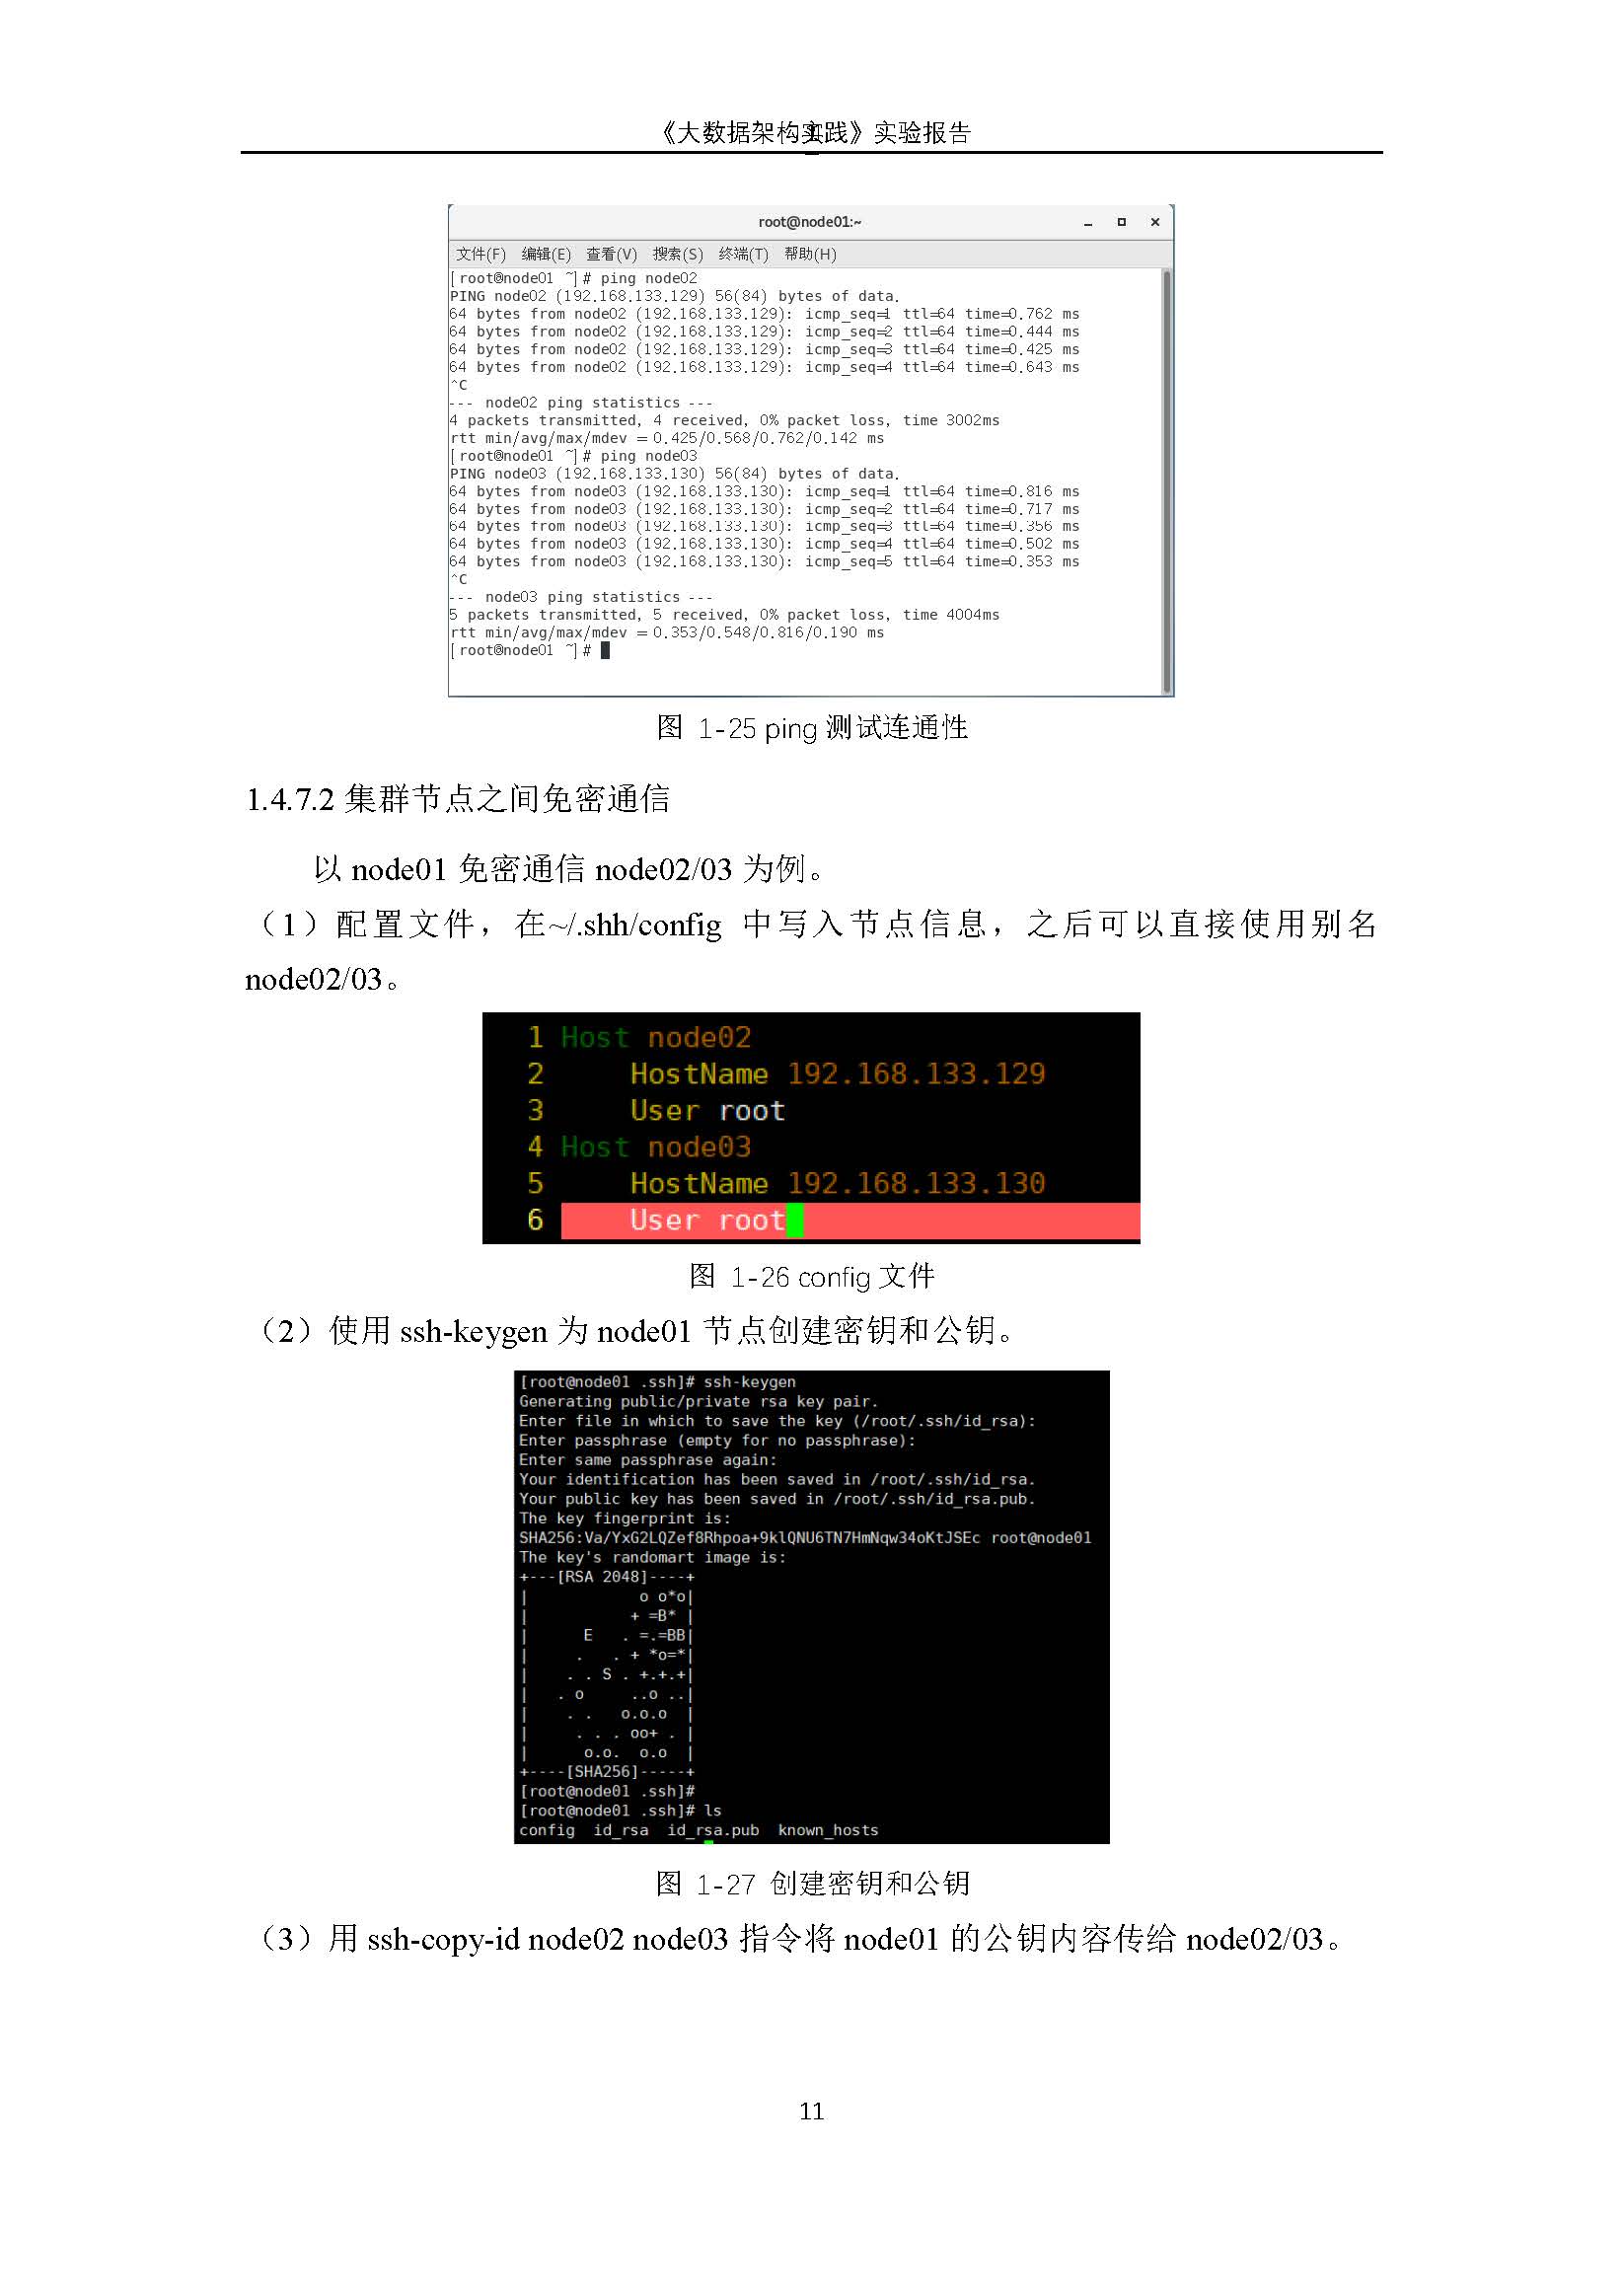 《大数据架构实践》实验报告
root@node01:~
文件(F) 编辑(E) 查看(V) 搜索(S) 终端(T) 帮助(H)
[root@node01 ~]# ping node02
PING node02 (192.168.133.129) 56(84) bytes of data.
64 bytes from node02 (192.168.133.129): icmp_seq=1 ttl=64 time=0.762 ms
64 bytes from node02 (192.168.133.129): icmp_seq=2 ttl=64 time=0.444 ms
64 bytes from node02 (192.168.133.129): icmp_seq=3 ttl=64 time=0.425 ms
64 bytes from node02 (192.168.133.129): icmp_seq=4 ttl=64 time=0.643 ms
^C
--- node02 ping statistics ---
4 packets transmitted, 4 received, 0% packet loss, time 3002ms
rtt min/avg/max/mdev = 0.425/0.568/0.762/0.142 ms
[root@node01 ~]# ping node03
PING node03 (192.168.133.130) 56(84) bytes of data.
64 bytes from node03 (192.168.133.130): icmp_seq=1 ttl=64 time=0.816 ms
64 bytes from node03 (192.168.133.130): icmp_seq=2 ttl=64 time=0.717 ms
64 bytes from node03 (192.168.133.130): icmp_seq=3 ttl=64 time=0.356 ms
64 bytes from node03 (192.168.133.130): icmp_seq=4 ttl=64 time=0.502 ms
64 bytes from node03 (192.168.133.130): icmp_seq=5 ttl=64 time=0.353 ms
^C
--- node03 ping statistics ---
5 packets transmitted, 5 received, 0% packet loss, time 4004ms
rtt min/avg/max/mdev = 0.353/0.548/0.816/0.190 ms
[root@node01 ~]#
图 1-25 ping 测试连通性
1.4.7.2 集群节点之间免密通信
以 node01 免密通信 node02/03 为例。
（1）配置文件，在~/.shh/config 中写入节点信息，之后可以直接使用别名
node02/03。
1 Host node02
2     HostName 192.168.133.129
3     User root
4 Host node03
5     HostName 192.168.133.130
6     User root
图 1-26 config 文件
（2）使用 ssh-keygen 为 node01 节点创建密钥和公钥。
[root@node01 .ssh]# ssh-keygen
Generating public/private rsa key pair.
Enter file in which to save the key (/root/.ssh/id_rsa):
Enter passphrase (empty for no passphrase):
Enter same passphrase again:
Your identification has been saved in /root/.ssh/id_rsa.
Your public key has been saved in /root/.ssh/id_rsa.pub.
The key fingerprint is:
SHA256:Va/YxG2LQZef8Rhpoa+9klQNU6TN7HmNqw34oKtJSEc root@node01
The key's randomart image is:
+---[RSA 2048]----+
|            o o*o|
|           + =B* |
|      E   . =.=BB|
|     .   . + *o=*|
|    . . S . +.+.+|
|   . o     ..o ..|
|    . .   o.o.o  |
|     . . . oo+ . |
|      o.o.  o.o  |
+----[SHA256]-----+
[root@node01 .ssh]#
[root@node01 .ssh]# ls
config  id_rsa  id_rsa.pub  known_hosts
图 1-27 创建密钥和公钥
（3）用 ssh-copy-id node02 node03 指令将 node01 的公钥内容传给 node02/03。
11